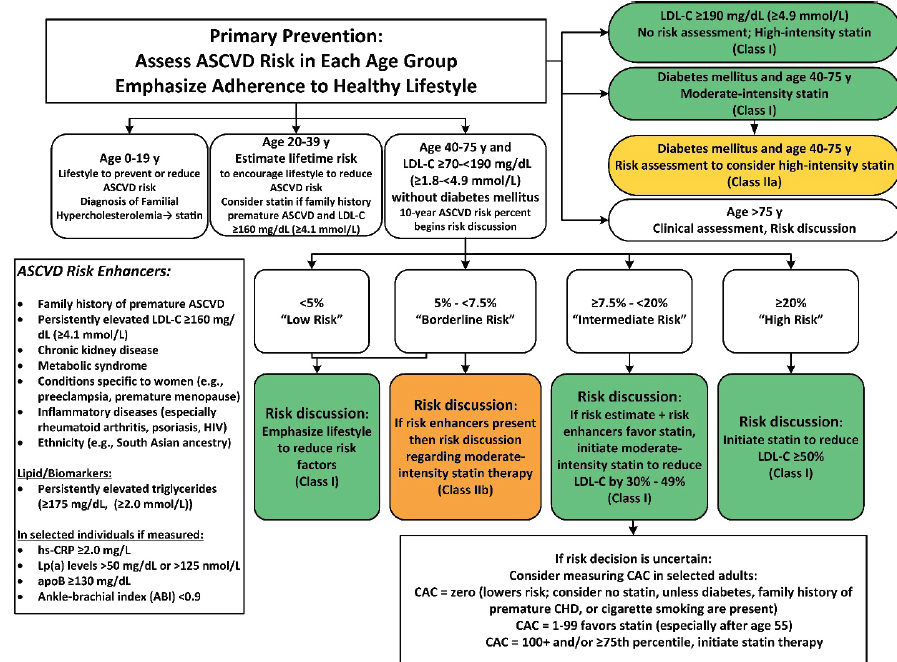 Primary Prevention:
Assess ASCVD Risk in Each Age Group
Emphasize Adherence to Healthy Lifestyle
LDL-C ≥190 mg/dL (≥4.9 mmol/L)
No risk assessment; High-intensity statin
(Class I)
Diabetes mellitus and age 40-75 y
Moderate-intensity statin
(Class I)
Diabetes mellitus and age 40-75 y
Risk assessment to consider high-intensity statin
(Class IIa)
Age >75 y
Clinical assessment, Risk discussion
Age 0-19 y
Lifestyle to prevent or reduce
ASCVD risk
Diagnosis of Familial
Hypercholesterolemia→ statin
Age 20-39 y
Estimate lifetime risk
to encourage lifestyle to reduce
ASCVD risk
Consider statin if family history
premature ASCVD and LDL-C
≥160 mg/dL (≥4.1 mmol/L)
Age 40-75 y and
LDL-C ≥70-<190 mg/dL
(≥1.8-<4.9 mmol/L)
without diabetes mellitus
10-year ASCVD risk percent
begins risk discussion
ASCVD Risk Enhancers:
• Family history of premature ASCVD
• Persistently elevated LDL-C ≥160 mg/
dL (≥4.1 mmol/L)
• Chronic kidney disease
• Metabolic syndrome
• Conditions specific to women (e.g.,
preeclampsia, premature menopause)
• Inflammatory diseases (especially
rheumatoid arthritis, psoriasis, HIV)
• Ethnicity (e.g., South Asian ancestry)
Lipid/Biomarkers:
• Persistently elevated triglycerides
(≥175 mg/dL, (≥2.0 mmol/L))
In selected individuals if measured:
• hs-CRP ≥2.0 mg/L
• Lp(a) levels >50 mg/dL or >125 nmol/L
• apoB ≥130 mg/dL
• Ankle-brachial index (ABI) <0.9
<5%
“Low Risk”
5% - <7.5%
“Borderline Risk”
≥7.5% - <20%
“Intermediate Risk”
≥20%
“High Risk”
Risk discussion:
Emphasize lifestyle
to reduce risk
factors
(Class I)
Risk discussion:
If risk enhancers present
then risk discussion
regarding moderate-
intensity statin therapy
(Class IIb)
Risk discussion:
If risk estimate + risk
enhancers favor statin,
initiate moderate-
intensity statin to reduce
LDL-C by 30% - 49%
(Class I)
Risk discussion:
Initiate statin to reduce
LDL-C ≥50%
(Class I)
If risk decision is uncertain:
Consider measuring CAC in selected adults:
CAC = zero (lowers risk; consider no statin, unless diabetes, family history of
premature CHD, or cigarette smoking are present)
CAC = 1-99 favors statin (especially after age 55)
CAC = 100+ and/or ≥75th percentile, initiate statin therapy